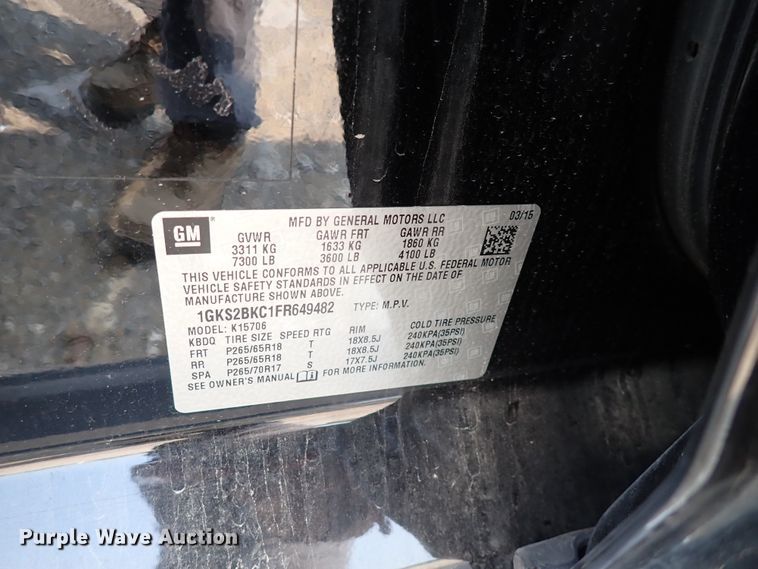 GM ®
MFD BY GENERAL MOTORS LLC 03/15
GVWR GAWR FRT GAWR RR
3311 KG 1633 KG 1860 KG
7300 LB 3600 LB 4100 LB
THIS VEHICLE CONFORMS TO ALL APPLICABLE U.S. FEDERAL MOTOR
VEHICLE SAFETY STANDARDS IN EFFECT ON THE DATE OF
MANUFACTURE SHOWN ABOVE.
1GKS2BKC1FR649482 TYPE: M.P.V.
MODEL: K15706
KBDQ TIRE SIZE SPEED RTG RIM COLD TIRE PRESSURE
FRT P265/65R18 T 18X8.5J 240KPA(35PSI)
RR P265/65R18 T 18X8.5J 240KPA(35PSI)
SPA P265/70R17 S 17X7.5J 240KPA(35PSI)
SEE OWNER'S MANUAL FOR MORE INFORMATION.
Purple Wave Auction